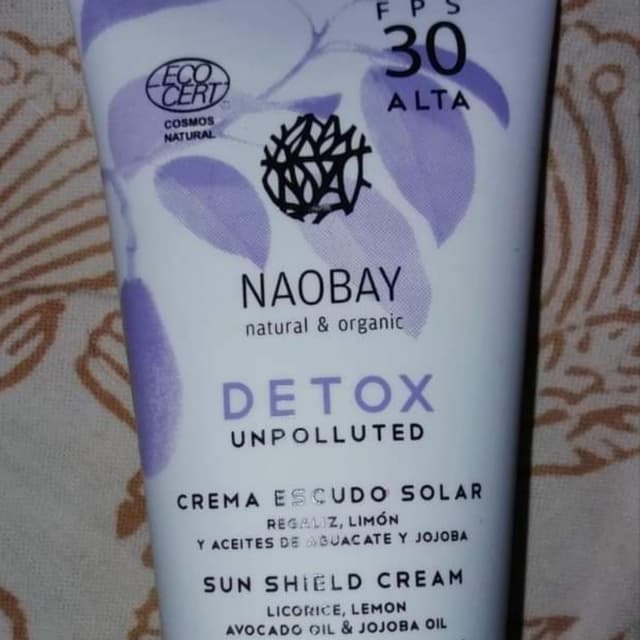 FPS
30
ALTA
ECO
CERT
COSMOS
NATURAL
NAOBAY
natural & organic
DETOX
UNPOLLUTED
CREMA ESCUDO SOLAR
REGALIZ, LIMÓN
Y ACEITES DE AGUACATE Y JOJOBA
SUN SHIELD CREAM
LICORICE, LEMON
AVOCADO OIL & JOJOBA OIL